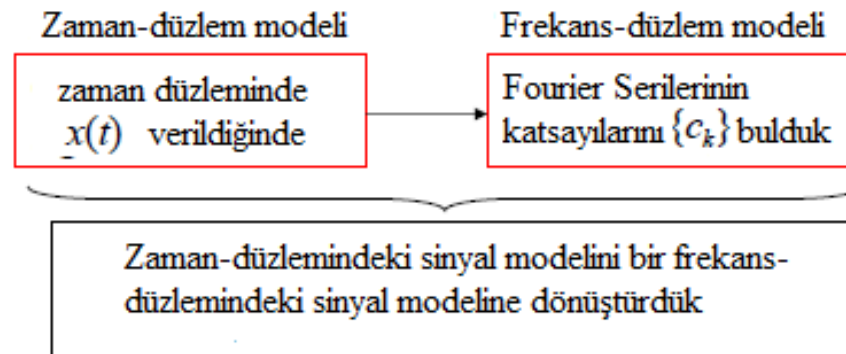 Zaman-düzlem modeli
Frekans-düzlem modeli
zaman düzleminde
x(t) verildiğinde
Fourier Serilerinin
katsayılarını {c_k} bulduk
Zaman-düzlemindeki sinyal modelini bir frekans-
düzlemindeki sinyal modeline dönüştürdük